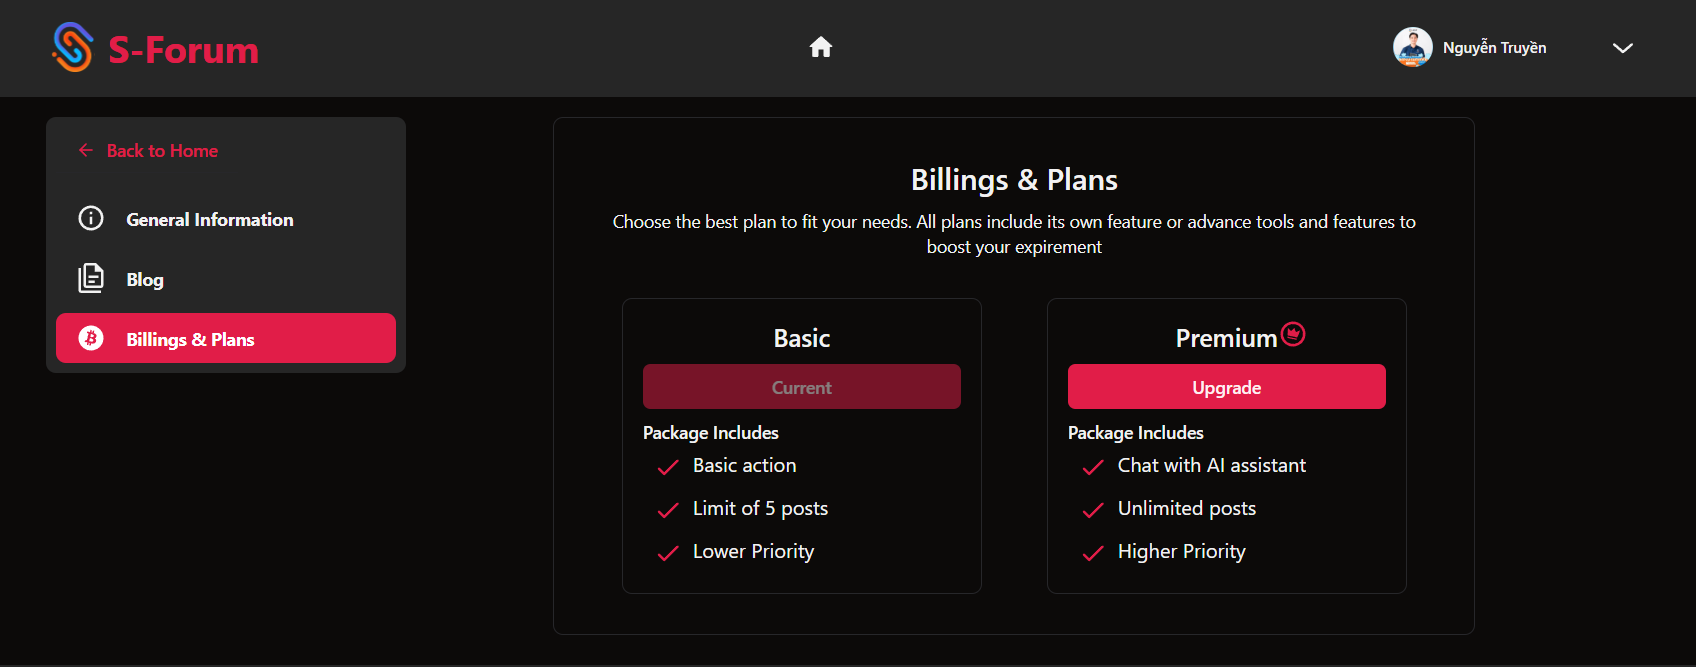 S-Forum
Nguyễn Truyền
Back to Home
General Information
Blog
Billings & Plans
Billings & Plans
Choose the best plan to fit your needs. All plans include its own feature or advance tools and features to
boost your expirement
Basic
Current
Package Includes
Basic action
Limit of 5 posts
Lower Priority
Premium
Upgrade
Package Includes
Chat with AI assistant
Unlimited posts
Higher Priority